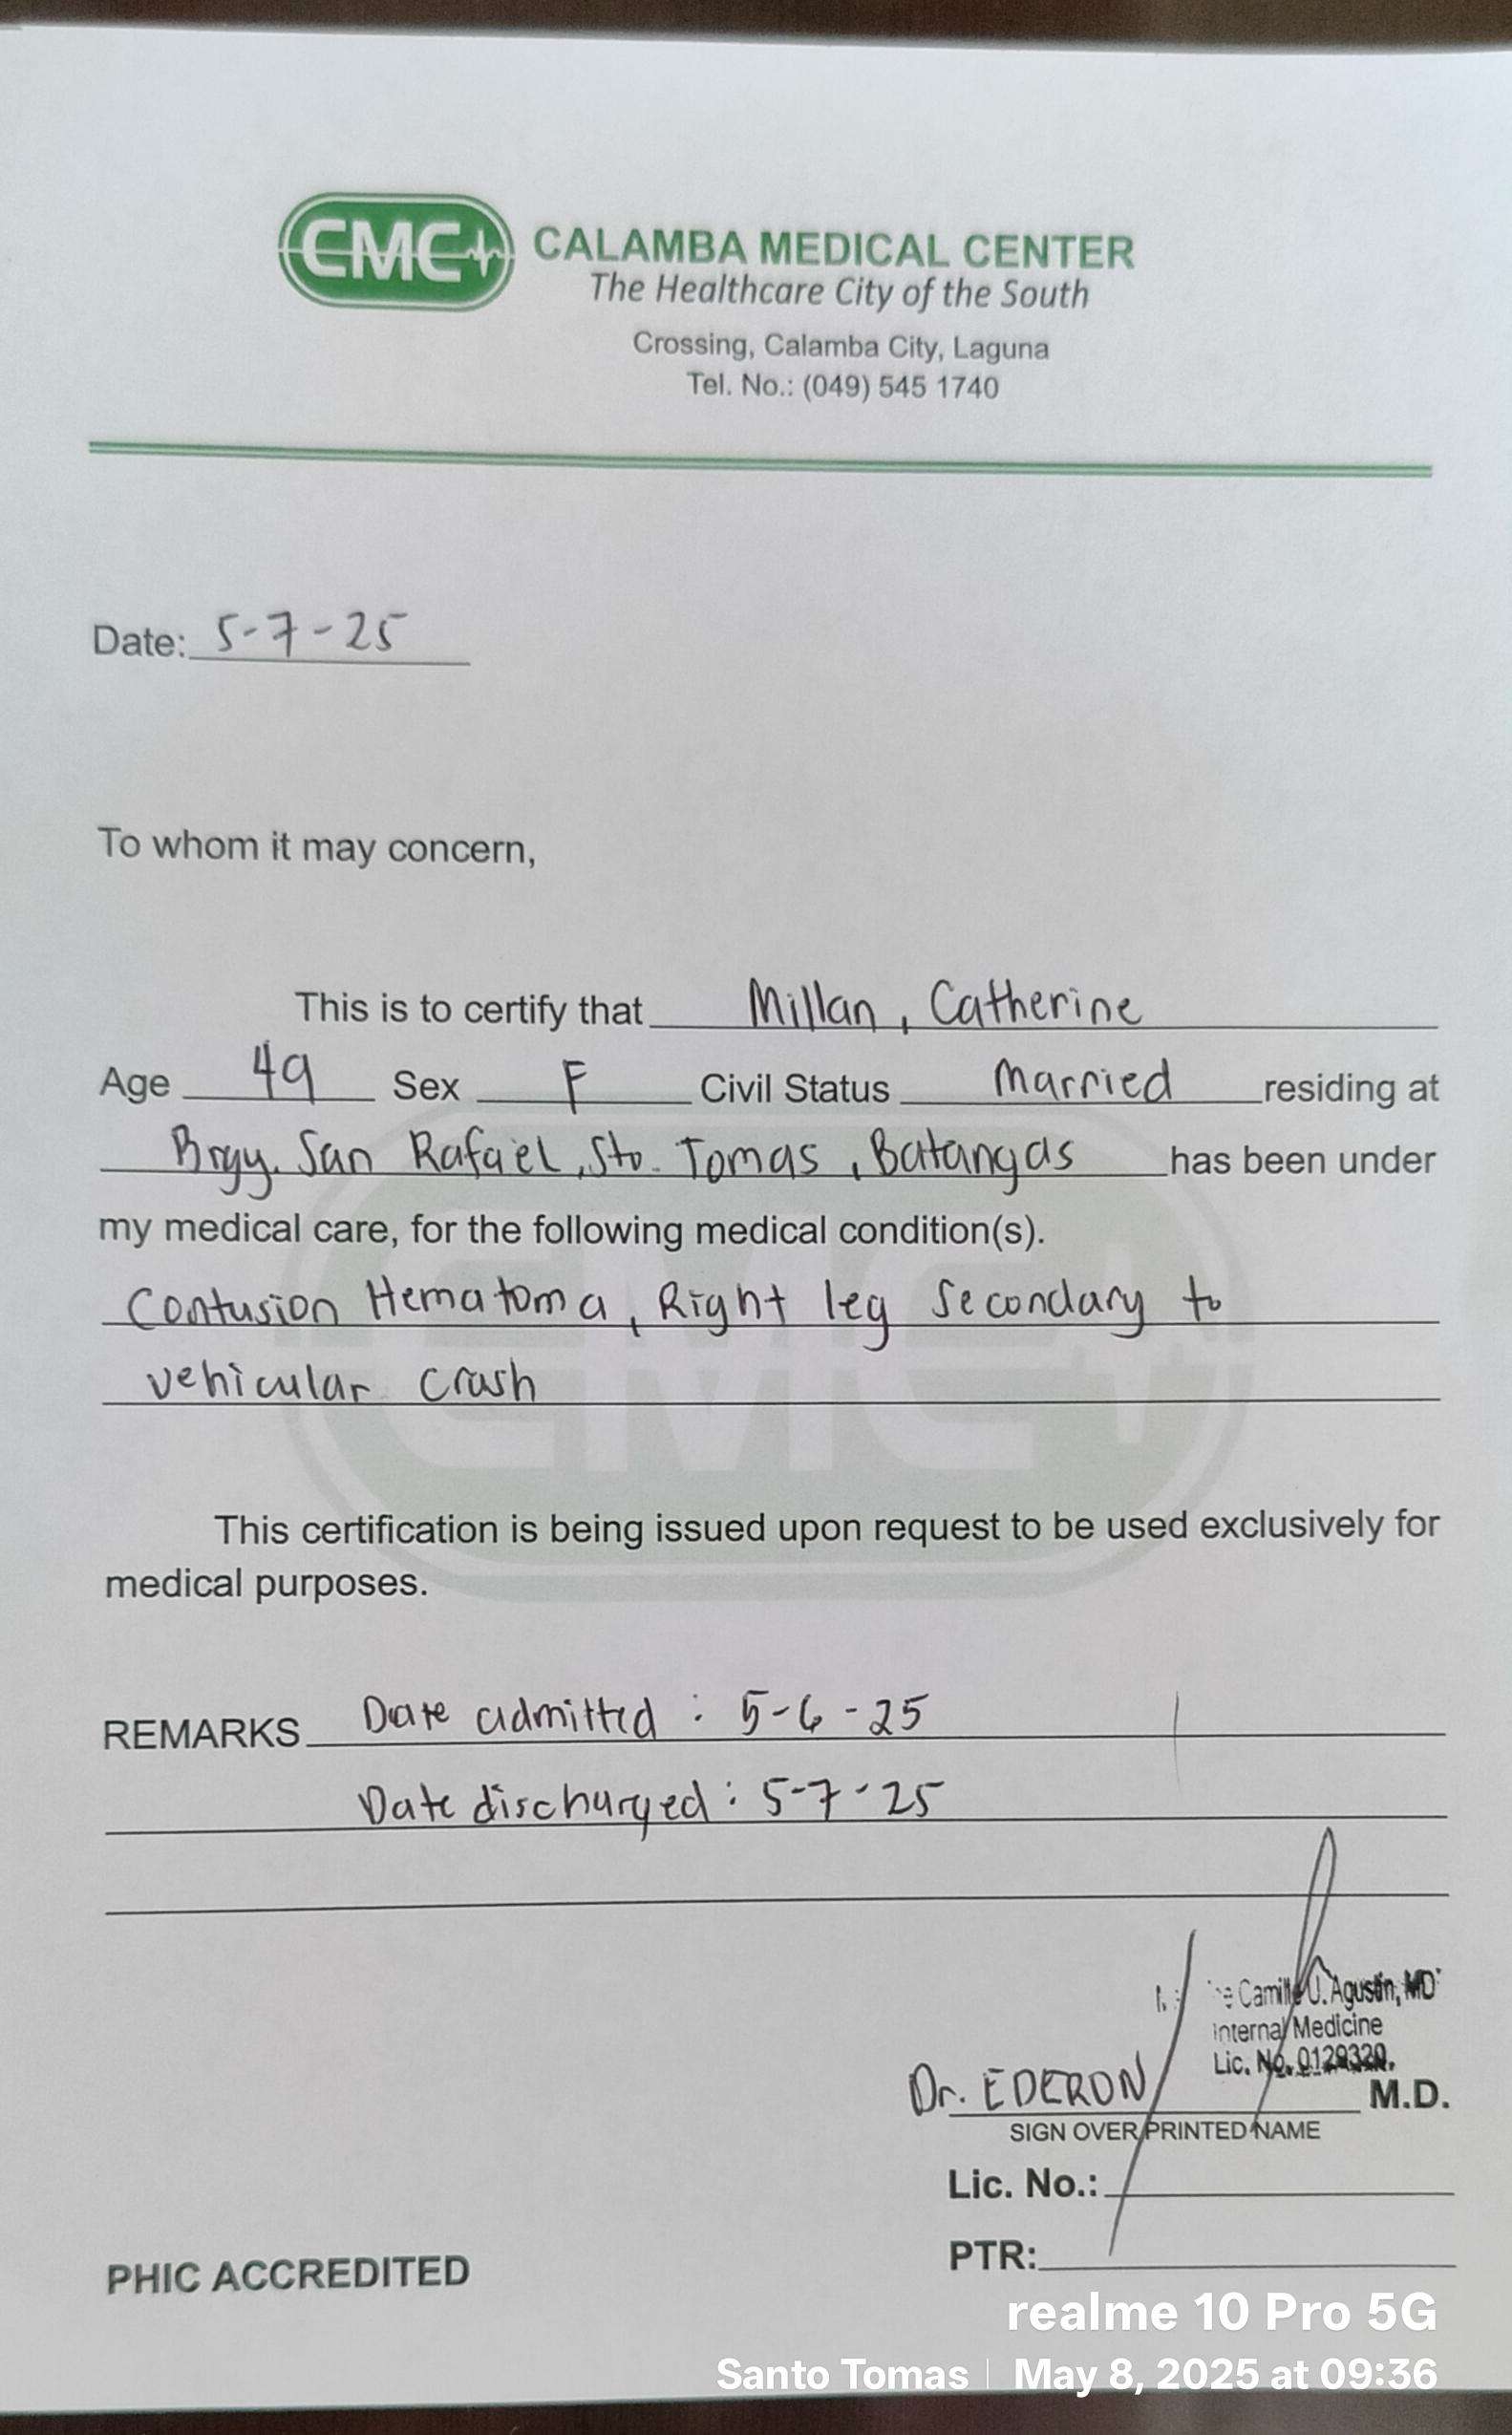 CMC
CALAMBA MEDICAL CENTER
The Healthcare City of the South
Crossing, Calamba City, Laguna
Tel. No.: (049) 545 1740
Date: 5-7-25
To whom it may concern,
This is to certify that Millan, Catherine
Age 49 Sex F Civil Status Married residing at
Brgy. San Rafael, Sto. Tomas, Batangas has been under
my medical care, for the following medical condition(s).
Contusion Hematoma, Right leg Secondary to
vehicular crash
This certification is being issued upon request to be used exclusively for
medical purposes.
REMARKS Date admitted : 5-6-25
Date discharged : 5-7-25
Camille U. Agustin, MD
Internal Medicine
Lic. No. 0129320.
Dr. EDERON M.D.
SIGN OVER PRINTED NAME
Lic. No.:
PTR:
PHIC ACCREDITED
realme 10 Pro 5G
Santo Tomas | May 8, 2025 at 09:36